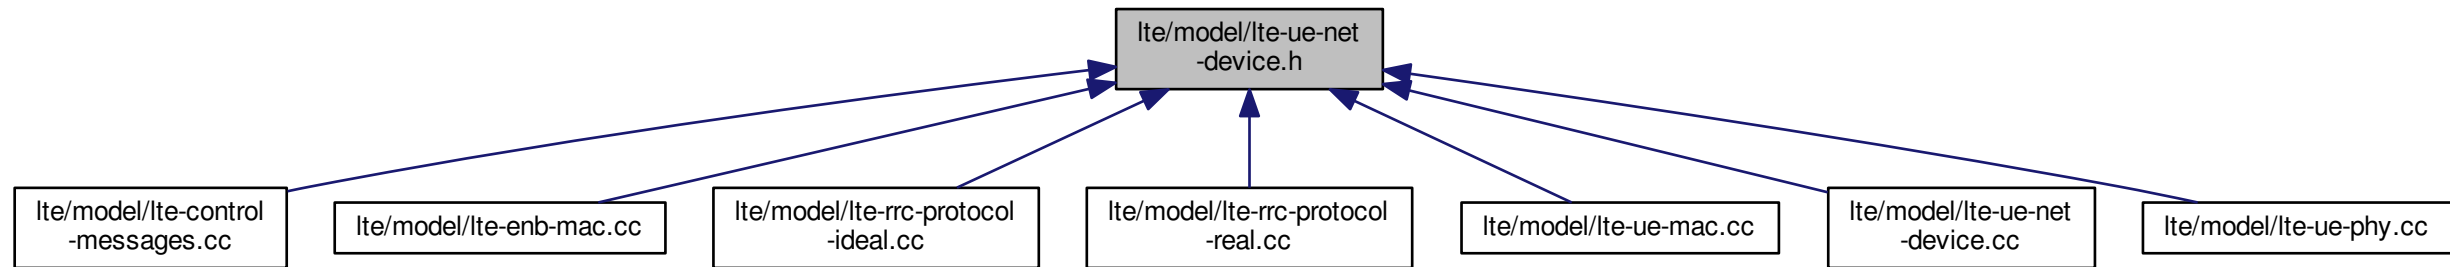 lte/model/lte-ue-net
-device.h
lte/model/lte-control
-messages.cc
lte/model/lte-enb-mac.cc
lte/model/lte-rrc-protocol
-ideal.cc
lte/model/lte-rrc-protocol
-real.cc
lte/model/lte-ue-mac.cc
lte/model/lte-ue-net
-device.cc
lte/model/lte-ue-phy.cc